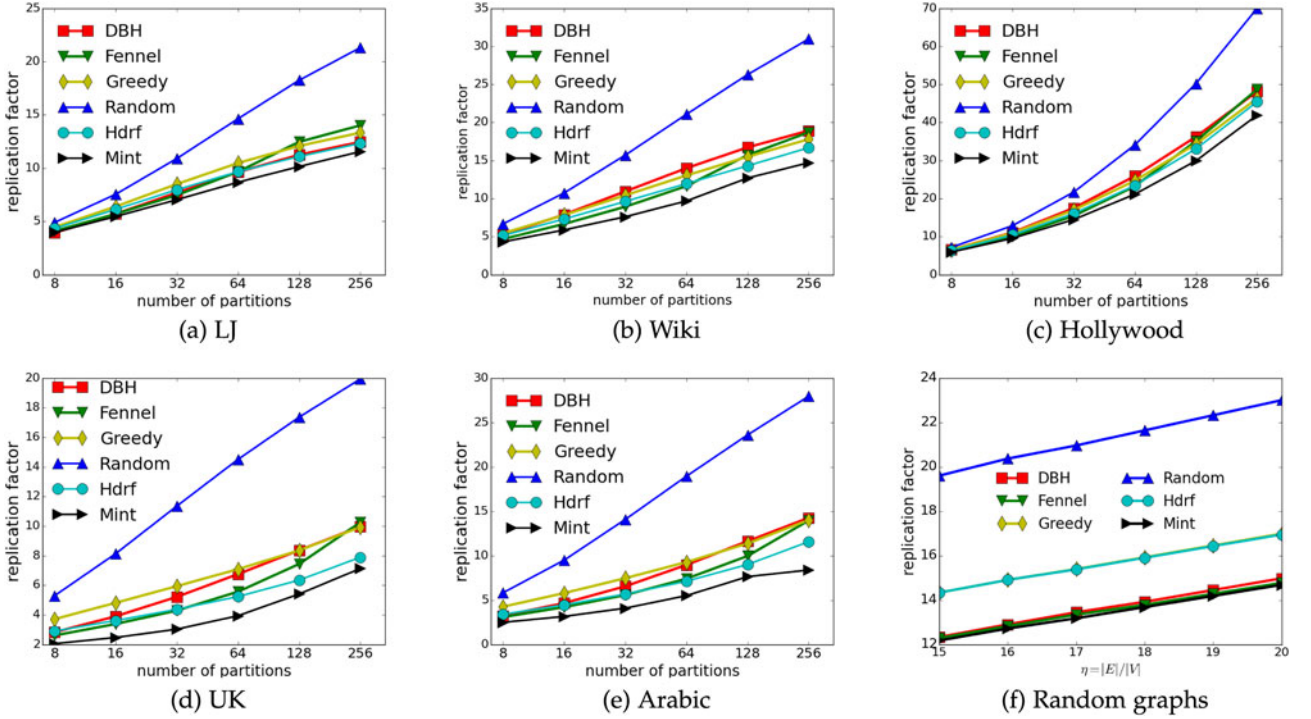 25
20
15
10
5
0
replication factor
DBH
Fennel
Greedy
Random
Hdrf
Mint
8 16 32 64 128 256
number of partitions
(a) LJ
35
30
25
20
15
10
5
0
replication factor
DBH
Fennel
Greedy
Random
Hdrf
Mint
8 16 32 64 128 256
number of partitions
(b) Wiki
70
60
50
40
30
20
10
0
replication factor
DBH
Fennel
Greedy
Random
Hdrf
Mint
8 16 32 64 128 256
number of partitions
(c) Hollywood
20
18
16
14
12
10
8
6
4
2
replication factor
DBH
Fennel
Greedy
Random
Hdrf
Mint
8 16 32 64 128 256
number of partitions
(d) UK
30
25
20
15
10
5
0
replication factor
DBH
Fennel
Greedy
Random
Hdrf
Mint
8 16 32 64 128 256
number of partitions
(e) Arabic
24
22
20
18
16
14
12
replication factor
DBH Random
Fennel Hdrf
Greedy Mint
15 16 17 18 19 20
η=|E|/|V|
(f) Random graphs